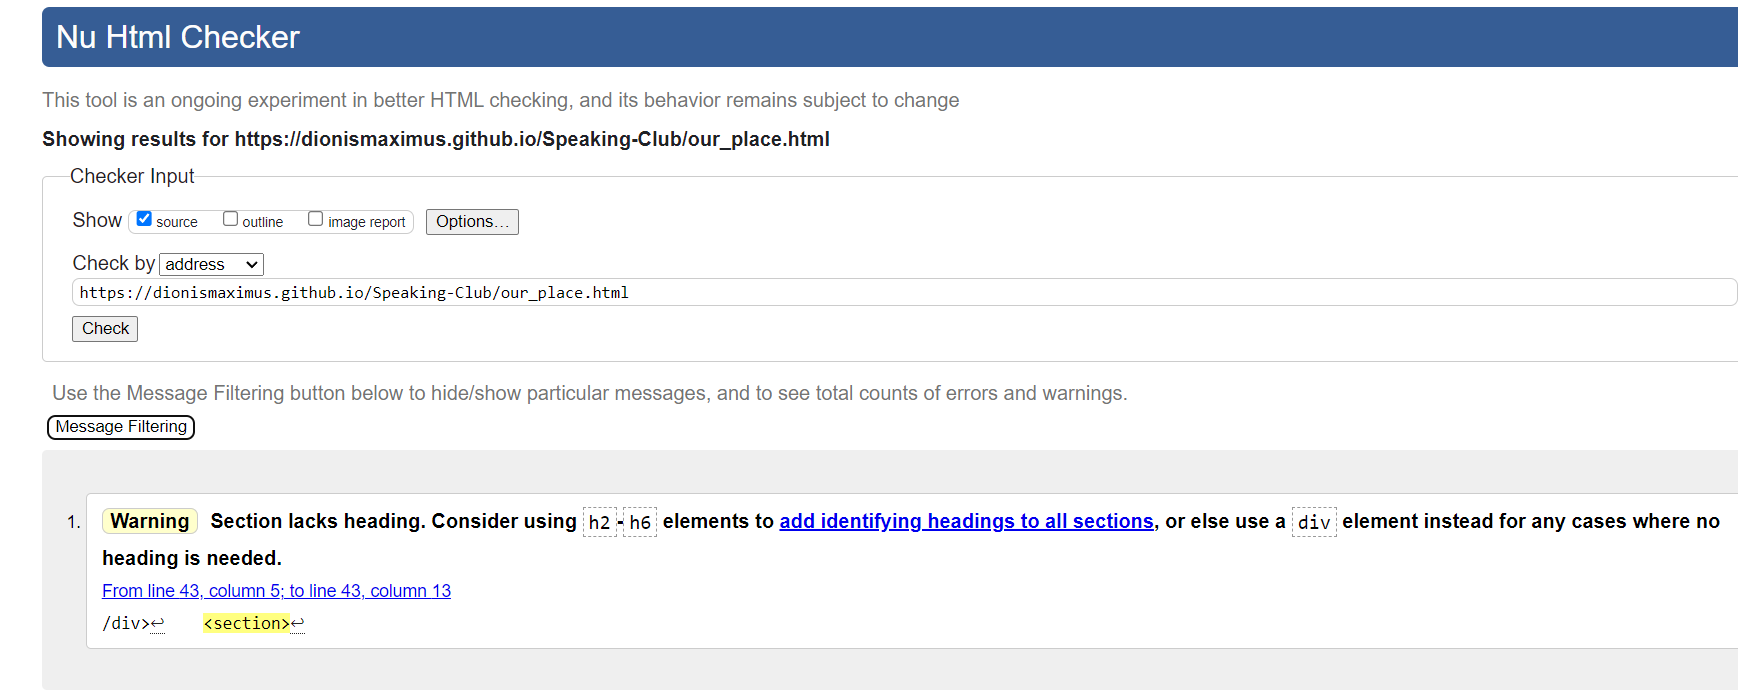 Nu Html Checker
This tool is an ongoing experiment in better HTML checking, and its behavior remains subject to change
Showing results for https://dionismaximus.github.io/Speaking-Club/our_place.html
Checker Input
Show source outline image report Options...
Check by address
https://dionismaximus.github.io/Speaking-Club/our_place.html
Check
Use the Message Filtering button below to hide/show particular messages, and to see total counts of errors and warnings.
Message Filtering
1. Warning Section lacks heading. Consider using h2-h6 elements to add identifying headings to all sections, or else use a div element instead for any cases where no
heading is needed.
From line 43, column 5; to line 43, column 13
/div>↩ <section>↩